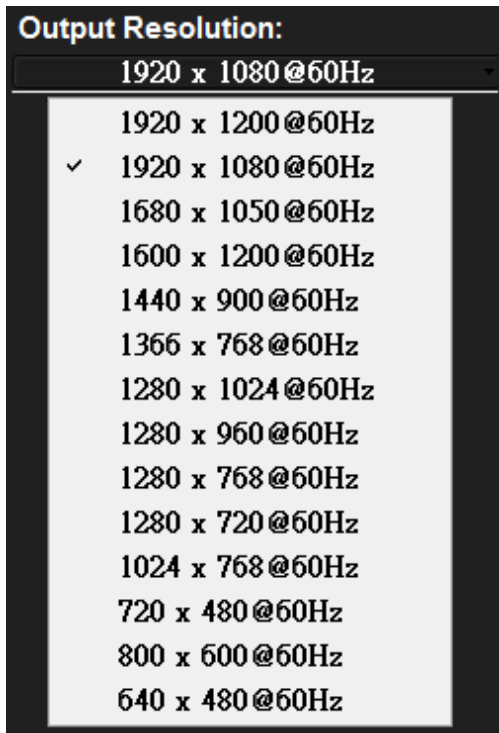 Output Resolution:
1920 x 1080@60Hz
1920 x 1200@60Hz
1920 x 1080@60Hz
1680 x 1050@60Hz
1600 x 1200@60Hz
1440 x 900@60Hz
1366 x 768@60Hz
1280 x 1024@60Hz
1280 x 960@60Hz
1280 x 768@60Hz
1280 x 720@60Hz
1024 x 768@60Hz
720 x 480@60Hz
800 x 600@60Hz
640 x 480@60Hz